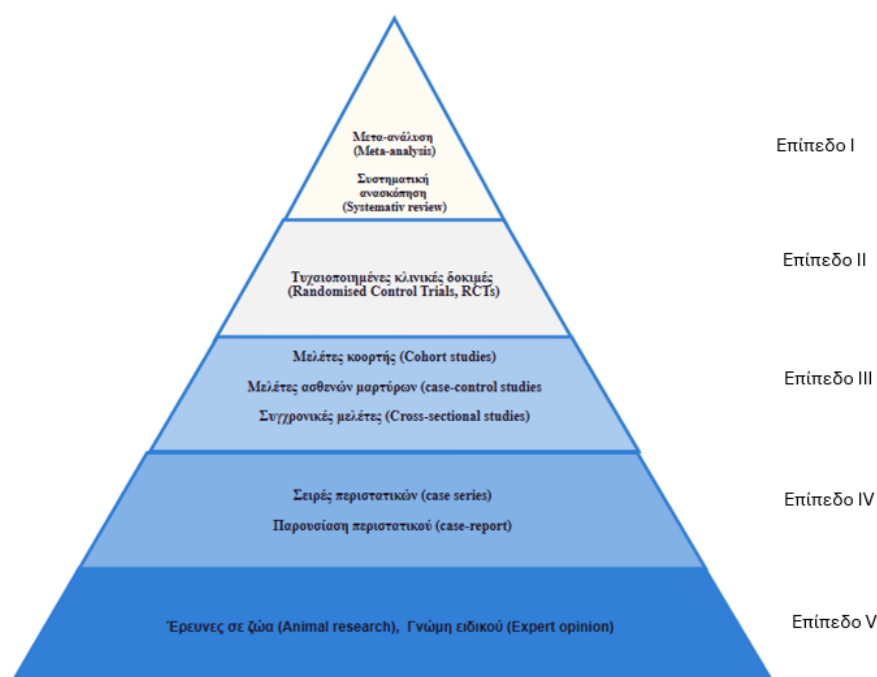 Μετα-ανάλυση
(Meta-analysis)
Συστηματική
ανασκόπηση
(Systemativ review)
Επίπεδο I
Τυχαιοποιημένες κλινικές δοκιμές
(Randomised Control Trials, RCTs)
Επίπεδο II
Μελέτες κοορτής (Cohort studies)
Μελέτες ασθενών μαρτύρων (case-control studies
Συγχρονικές μελέτες (Cross-sectional studies)
Επίπεδο III
Σειρές περιστατικών (case series)
Παρουσίαση περιστατικού (case-report)
Επίπεδο IV
Έρευνες σε ζώα (Animal research), Γνώμη ειδικού (Expert opinion)
Επίπεδο V